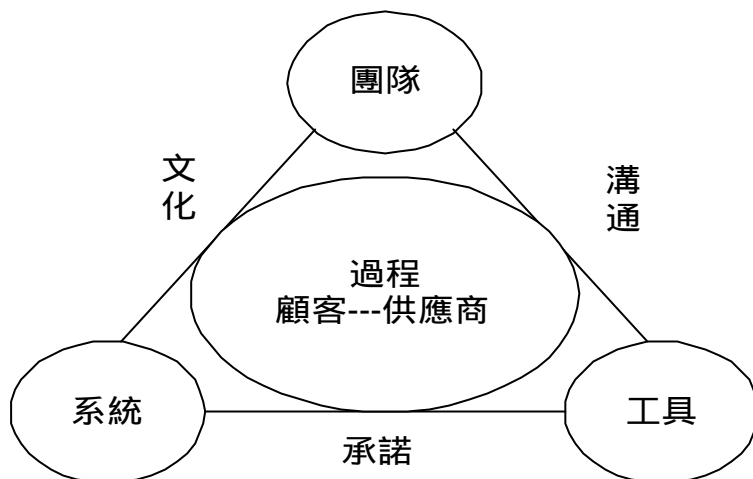 團隊
文化
溝通
過程
顧客---供應商
系統
工具
承諾